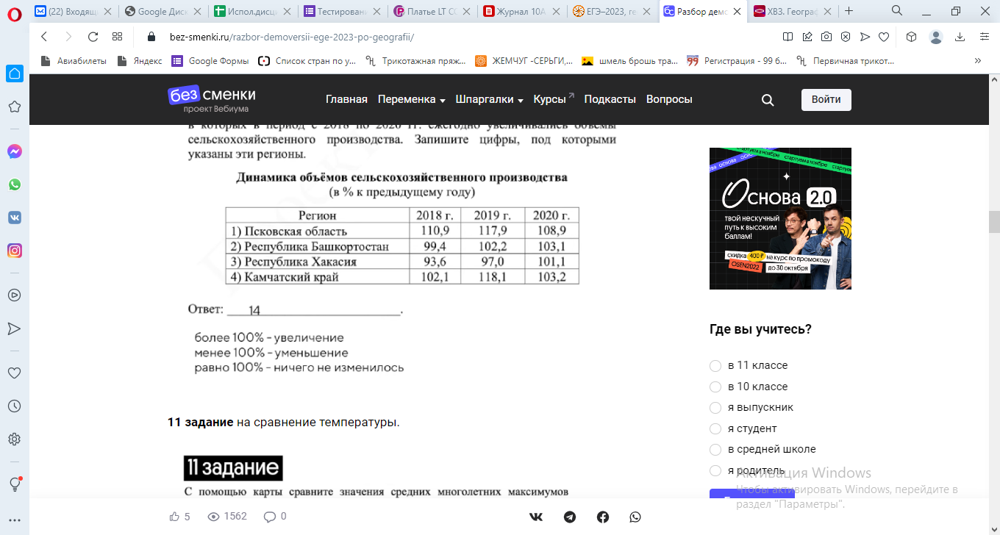 (22) Входящ
Google Диск
Испол.дисци
Тестировани
Платье LT CO
Журнал 10А
ЕГЭ–2023, ге
Разбор демо
ХВЗ. Географ
bez-smenki.ru/razbor-demoversii-ege-2023-po-geografii/
Авиабилеты
Яндекс
Google Формы
Список стран по у...
Трикотажная пряж...
ЖЕМЧУГ -СЕРЬГИ,...
шмель брошь тра...
99
Регистрация - 99 б...
Первичная трикот...
без сменки
проект Вебиума
Главная Переменка Шпаргалки Курсы Подкасты Вопросы
Войти
в которых в период с 2018 по 2020 гг. ежегодно увеличивались объёмы
сельскохозяйственного производства. Запишите цифры, под которыми
указаны эти регионы.
Динамика объёмов сельскохозяйственного производства
(в % к предыдущему году)
Регион 2018 г. 2019 г. 2020 г.
1) Псковская область 110,9 117,9 108,9
2) Республика Башкортостан 99,4 102,2 103,1
3) Республика Хакасия 93,6 97,0 101,1
4) Камчатский край 102,1 118,1 103,2
Ответ: 14.
более 100% - увеличение
менее 100% - уменьшение
равно 100% - ничего не изменилось
11 задание на сравнение температуры.
11 задание
С помощью карты сравните значения средних многолетних максимумов
5 1562 0
стартуем в ноябре
Основа 2.0
твой нескучный
путь к высоким
баллам!
скидка 400 ₽ на курс по промокоду
OSEN2022 до 30 октября
Где вы учитесь?
в 11 классе
в 10 классе
я выпускник
я студент
в средней школе
я родитель
Активация Windows
Чтобы активировать Windows, перейдите в
раздел "Параметры".